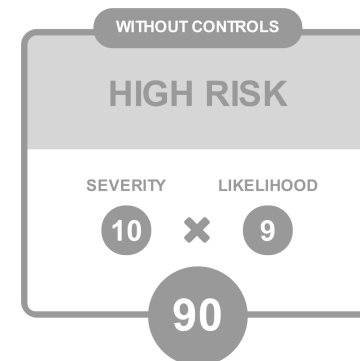 WITHOUT CONTROLS
HIGH RISK
SEVERITY LIKELIHOOD
10 ✖ 9
90